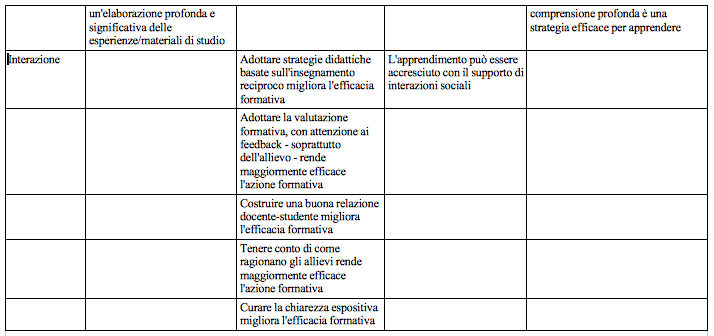 un'elaborazione profonda e
significativa delle
esperienze/materiali di studio
comprensione profonda è una
strategia efficace per apprendere
Interazione
Adottare strategie didattiche
basate sull'insegnamento
reciproco migliora l'efficacia
formativa
L'apprendimento può essere
accresciuto con il supporto di
interazioni sociali
Adottare la valutazione
formativa, con attenzione ai
feedback - soprattutto
dell'allievo - rende
maggiormente efficace
l'azione formativa
Costruire una buona relazione
docente-studente migliora
l'efficacia formativa
Tenere conto di come
ragionano gli allievi rende
maggiormente efficace
l'azione formativa
Curare la chiarezza espositiva
migliora l'efficacia formativa